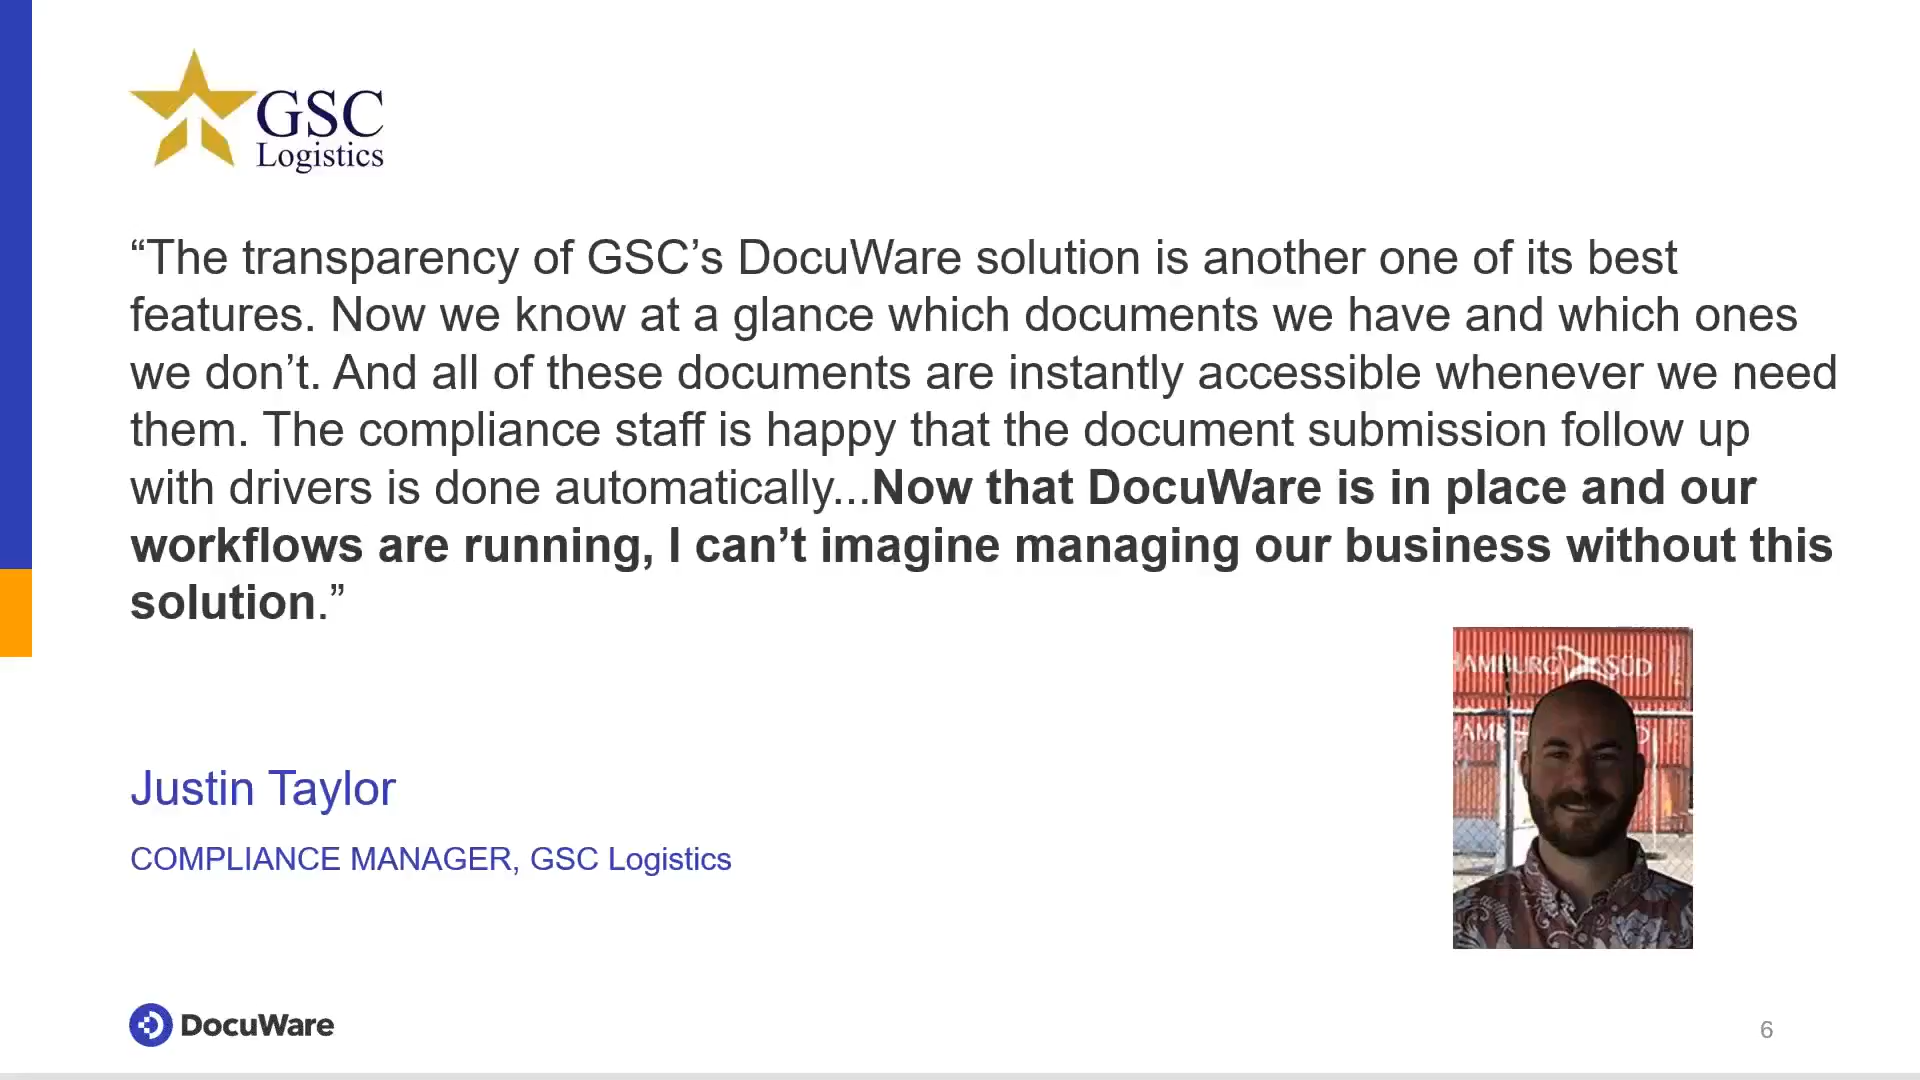 GSC
Logistics
“The transparency of GSC’s DocuWare solution is another one of its best
features. Now we know at a glance which documents we have and which ones
we don’t. And all of these documents are instantly accessible whenever we need
them. The compliance staff is happy that the document submission follow up
with drivers is done automatically...Now that DocuWare is in place and our
workflows are running, I can’t imagine managing our business without this
solution.”
HAMBURG SÜD
Justin Taylor
COMPLIANCE MANAGER, GSC Logistics
DocuWare
6